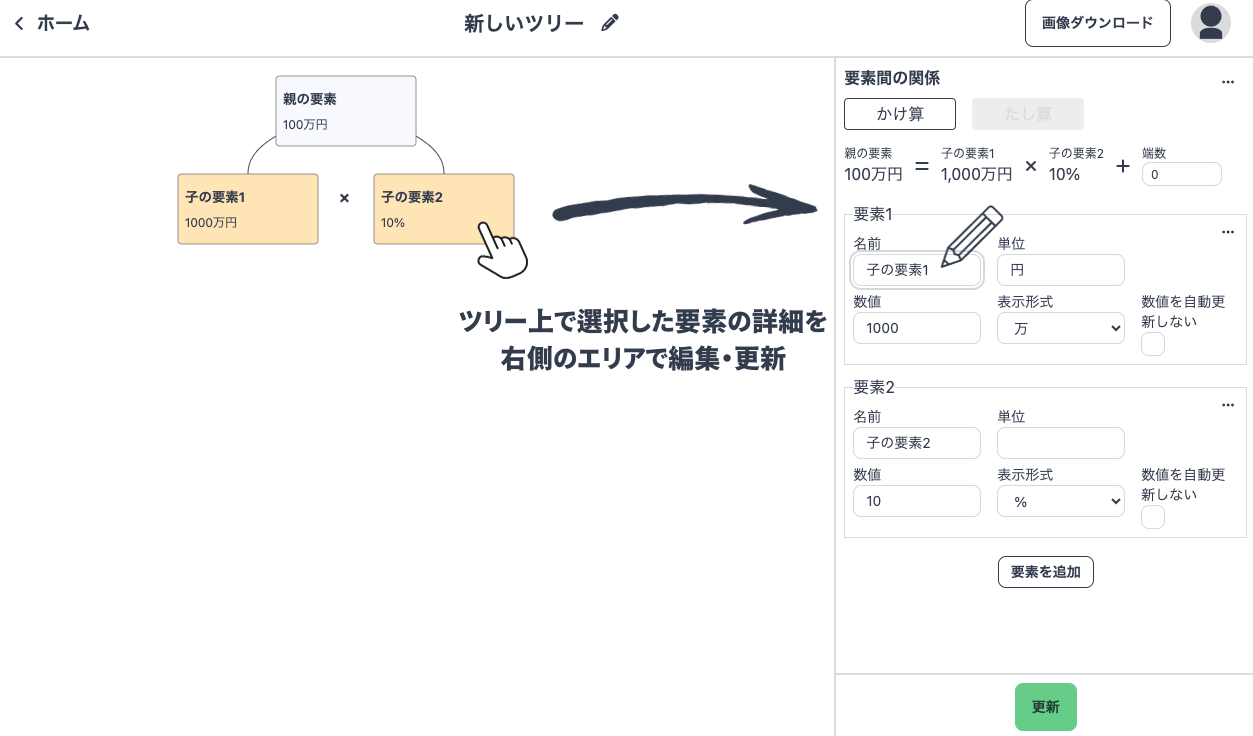 ホーム
新しいツリー
画像ダウンロード
親の要素
100万円
子の要素1
1000万円
×
子の要素2
10%
ツリー上で選択した要素の詳細を
右側のエリアで編集・更新
要素間の関係
...
かけ算
たし算
親の要素 子の要素1 子の要素2 端数
100万円 = 1,000万円 × 10% + 0
要素1
...
名前 単位
子の要素1 円
数値 表示形式 数値を自動更
新しない
1000 万
要素2
...
名前 単位
子の要素2
数値 表示形式 数値を自動更
新しない
10 %
要素を追加
更新